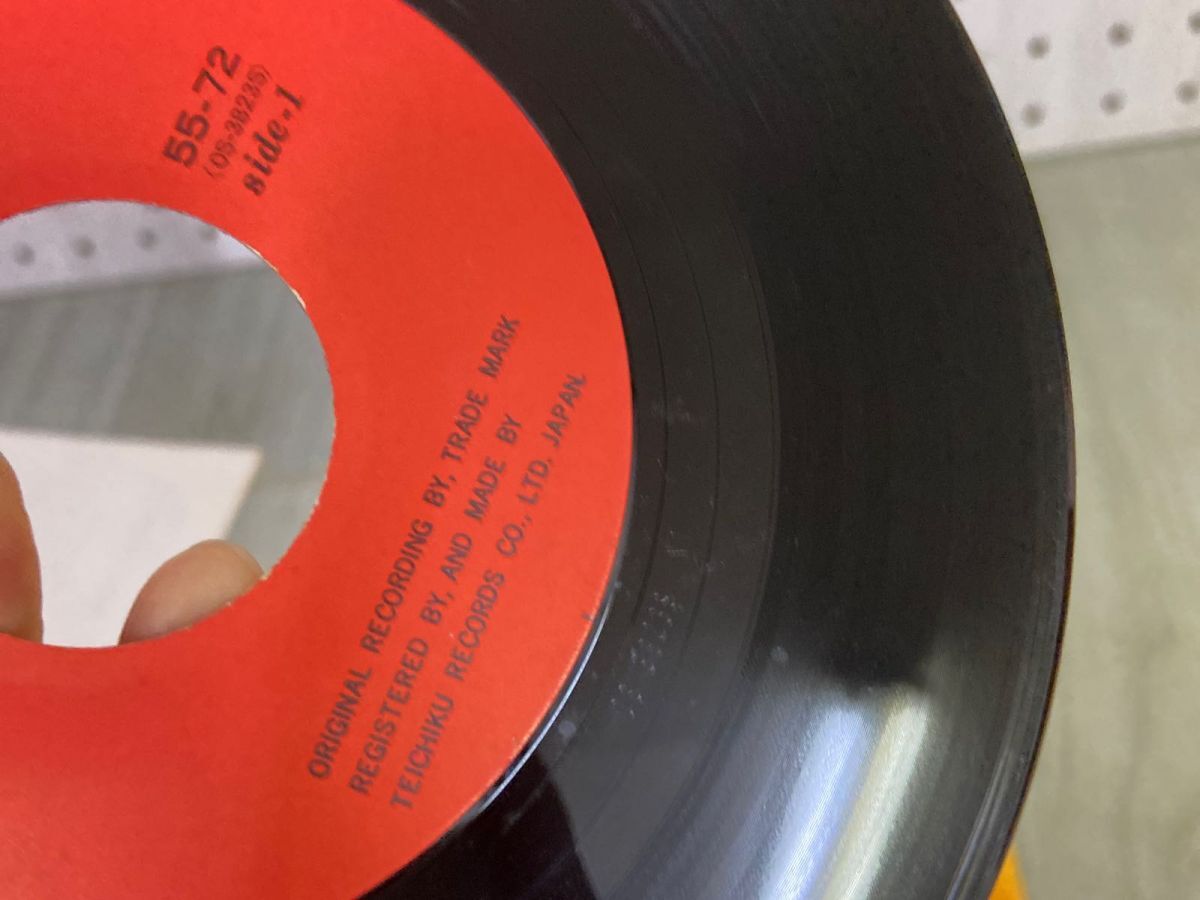 55-72
(OS-38235)
side-1
ORIGINAL RECORDING BY, TRADE MARK
REGISTERED BY, AND MADE BY
TEICHIKU RECORDS CO., LTD. JAPAN.